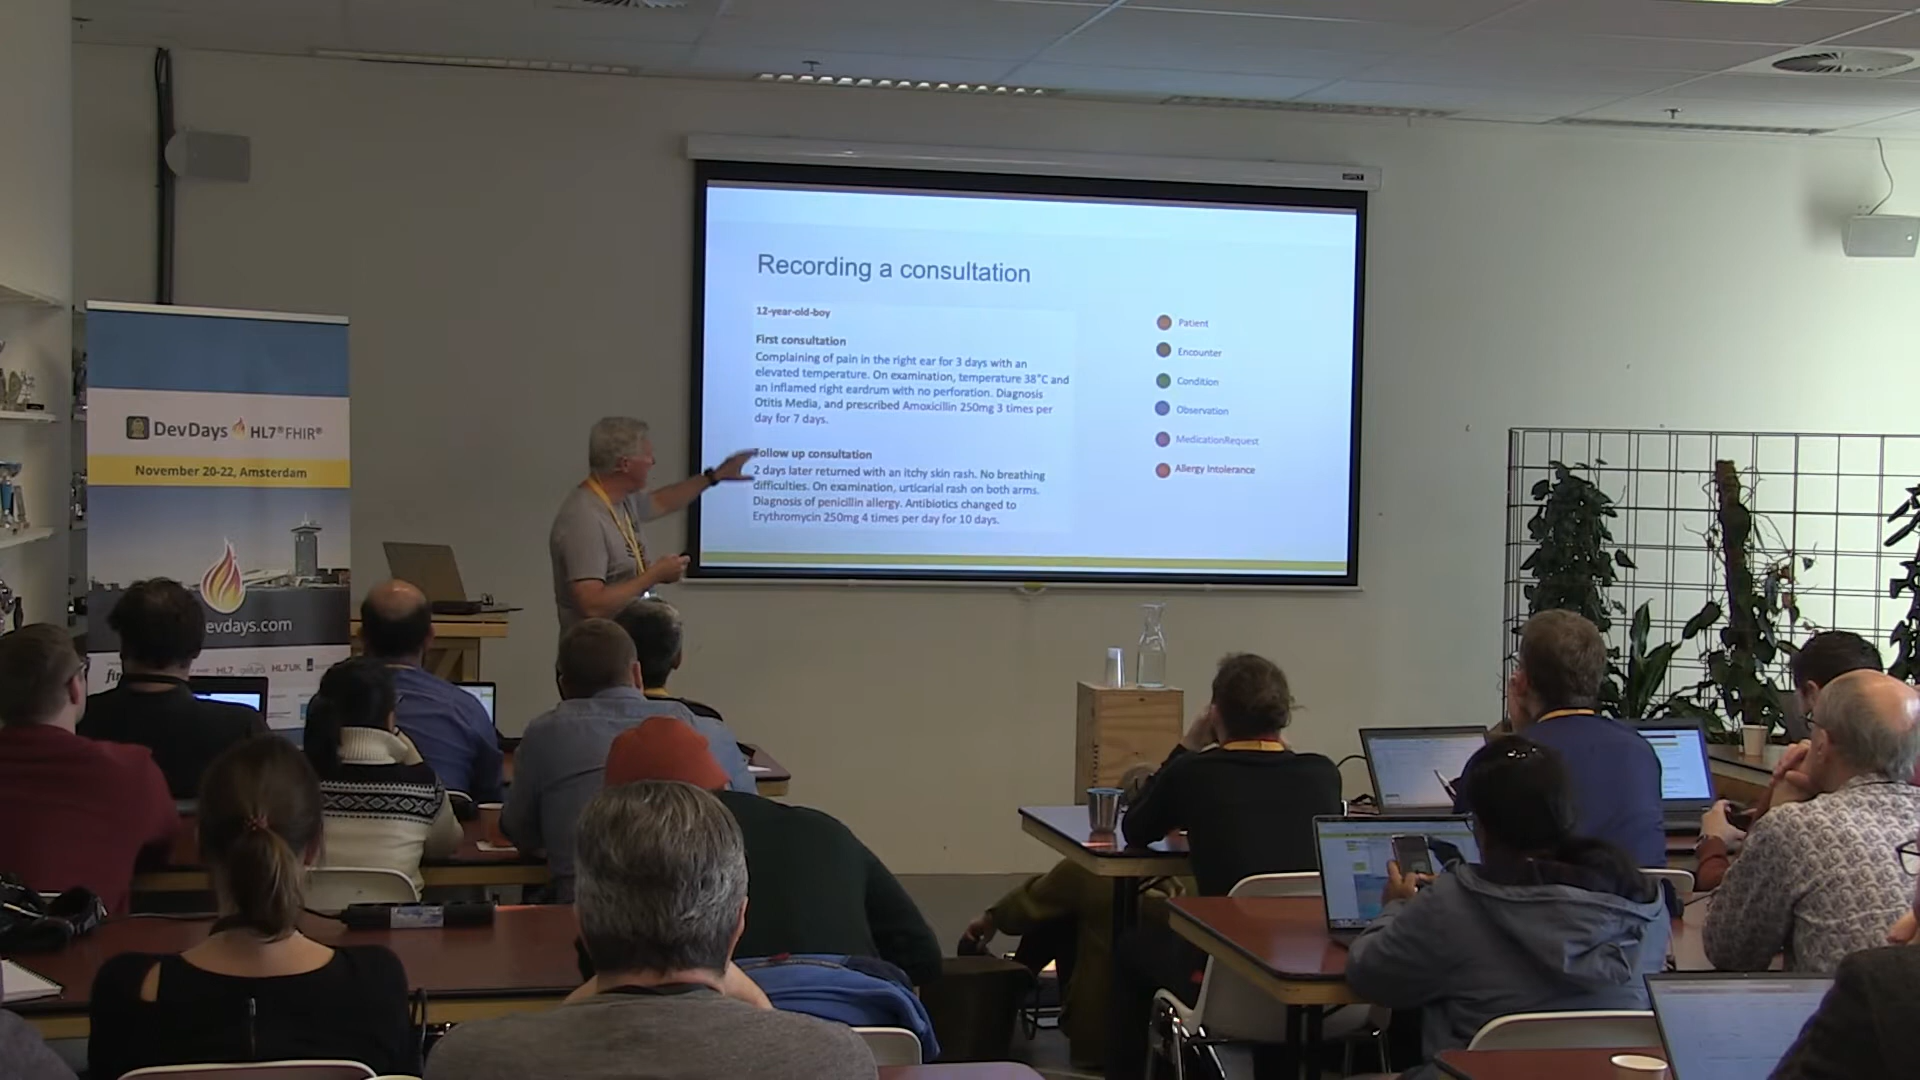 DevDays HL7® FHIR®
November 20-22, Amsterdam
evdays.com
HL7
HL7UK
Recording a consultation
12-year-old-boy
First consultation
Complaining of pain in the right ear for 3 days with an
elevated temperature. On examination, temperature 38°C and
an inflamed right eardrum with no perforation. Diagnosis
Otitis Media, and prescribed Amoxicillin 250mg 3 times per
day for 7 days.
Follow up consultation
2 days later returned with an itchy skin rash. No breathing
difficulties. On examination, urticarial rash on both arms.
Diagnosis of penicillin allergy. Antibiotics changed to
Erythromycin 250mg 4 times per day for 10 days.
Patient
Encounter
Condition
Observation
MedicationRequest
Allergy Intolerance